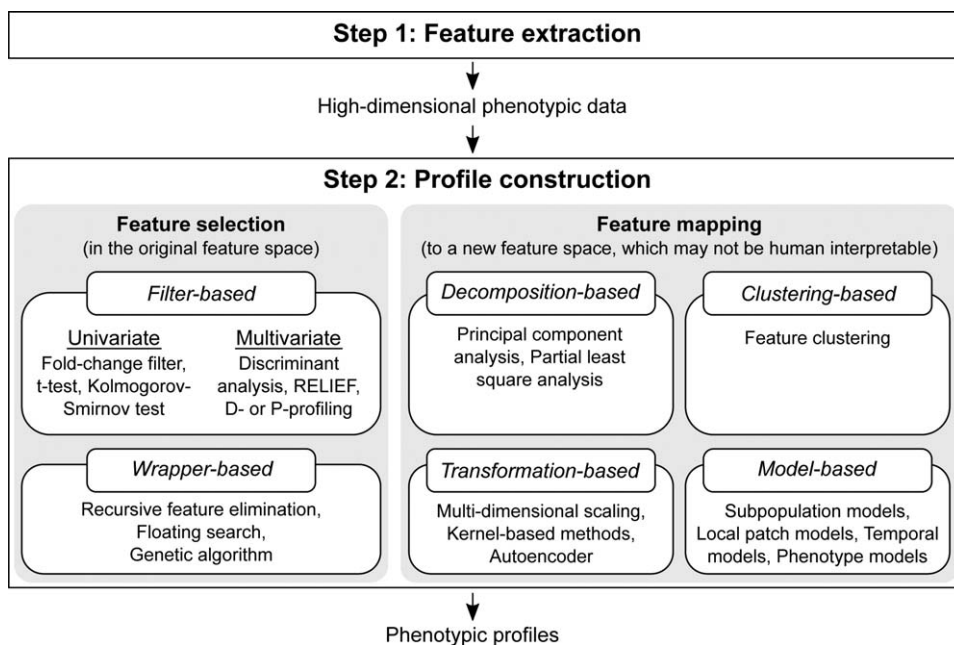 Step 1: Feature extraction
High-dimensional phenotypic data
Step 2: Profile construction
Feature selection
(in the original feature space)
Filter-based
Univariate
Fold-change filter,
t-test, Kolmogorov-
Smirnov test
Multivariate
Discriminant
analysis, RELIEF,
D- or P-profiling
Wrapper-based
Recursive feature elimination,
Floating search,
Genetic algorithm
Feature mapping
(to a new feature space, which may not be human interpretable)
Decomposition-based
Principal component
analysis, Partial least
square analysis
Clustering-based
Feature clustering
Transformation-based
Multi-dimensional scaling,
Kernel-based methods,
Autoencoder
Model-based
Subpopulation models,
Local patch models, Temporal
models, Phenotype models
Phenotypic profiles